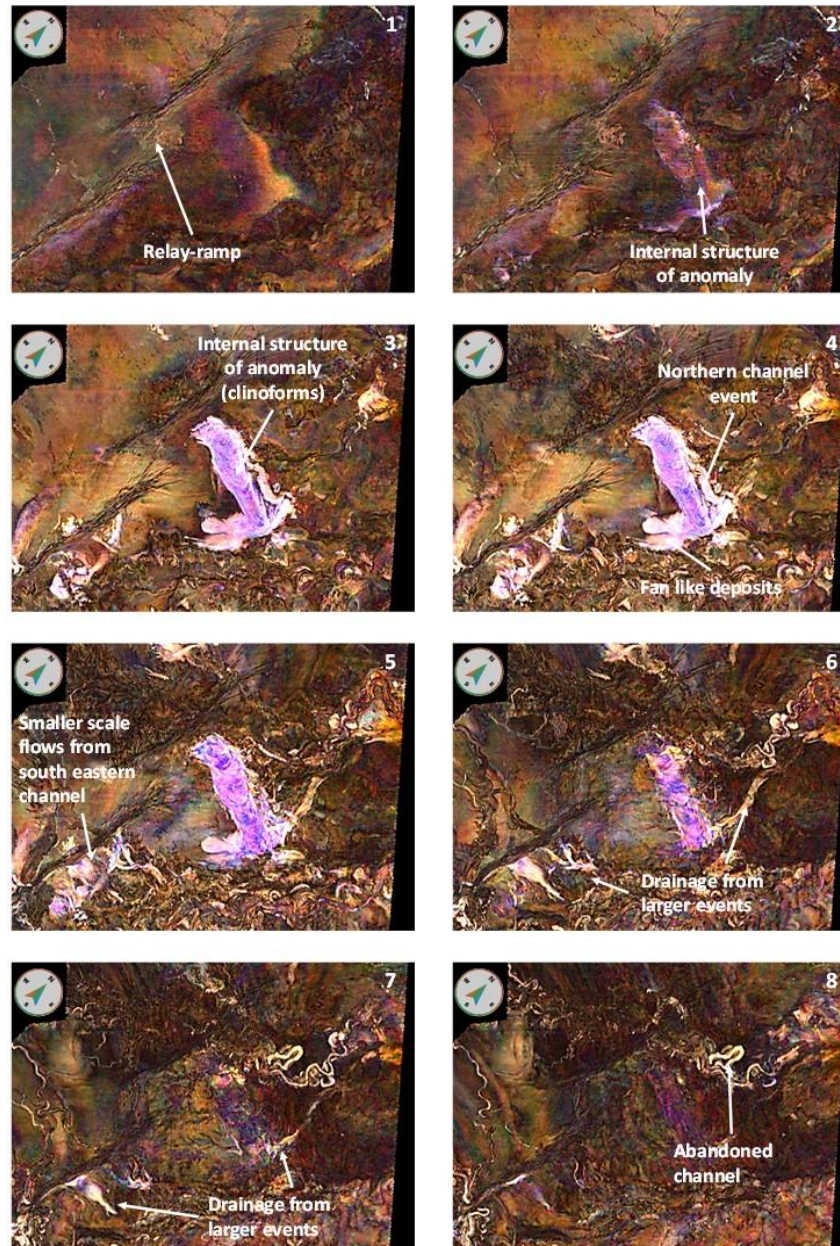 1
Relay-ramp
2
Internal structure
of anomaly
3
Internal structure
of anomaly
(clinoforms)
4
Northern channel
event
Fan like deposits
5
Smaller scale
flows from
south eastern
channel
6
Drainage from
larger events
7
Drainage from
larger events
8
Abandoned
channel